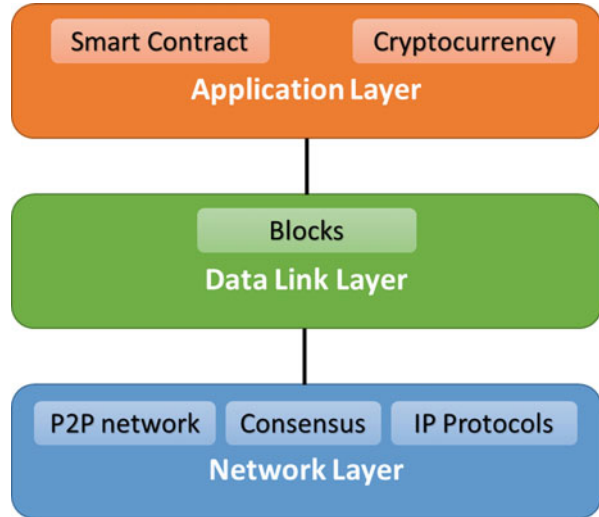 Smart Contract Cryptocurrency
Application Layer
Blocks
Data Link Layer
P2P network Consensus IP Protocols
Network Layer